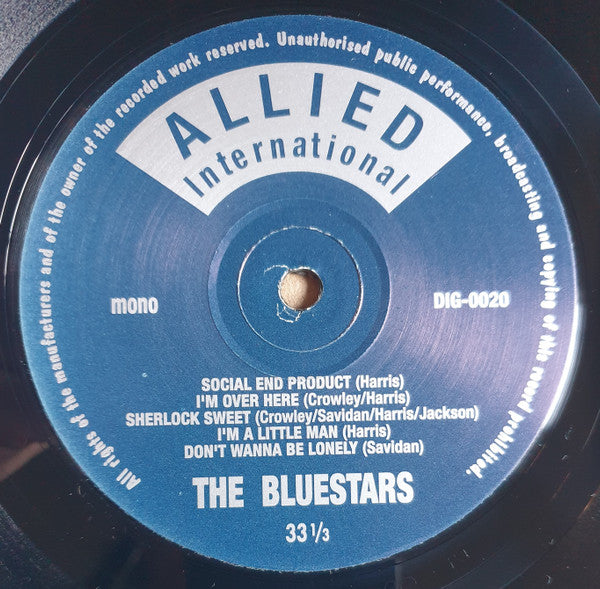 All rights of the manufacturers and of the owner of the recorded work reserved. Unauthorised public performance, broadcasting and copying of this record prohibited.
ALLIED
International
mono
DIG-0020
SOCIAL END PRODUCT (Harris)
I'M OVER HERE (Crowley/Harris)
SHERLOCK SWEET (Crowley/Savidan/Harris/Jackson)
I'M A LITTLE MAN (Harris)
DON'T WANNA BE LONELY (Savidan)
THE BLUESTARS
33 1/3